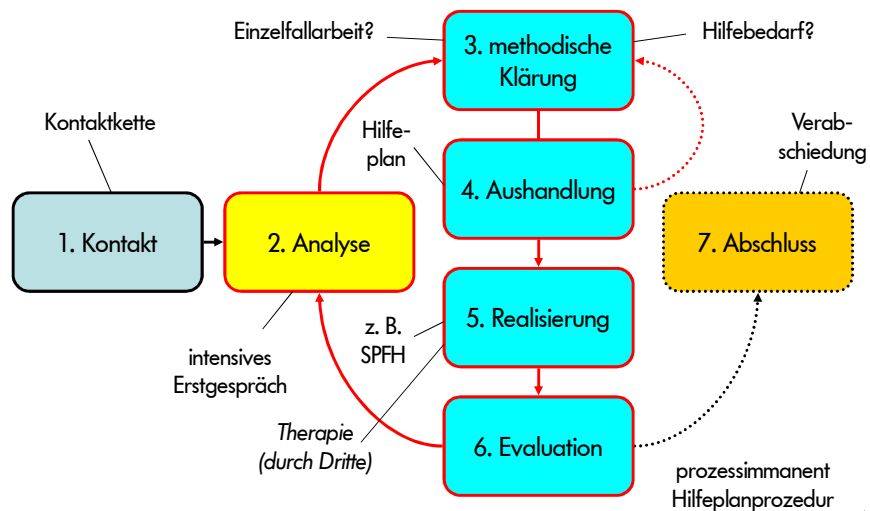 Einzelfallarbeit?
3. methodische
Klärung
Hilfebedarf?
Kontaktkette
Hilfe-
plan
Verab-
schiedung
4. Aushandlung
1. Kontakt
2. Analyse
7. Abschluss
z. B.
SPFH
5. Realisierung
intensives
Erstgespräch
Therapie
(durch Dritte)
6. Evaluation
prozessimmanent
Hilfeplanprozedur